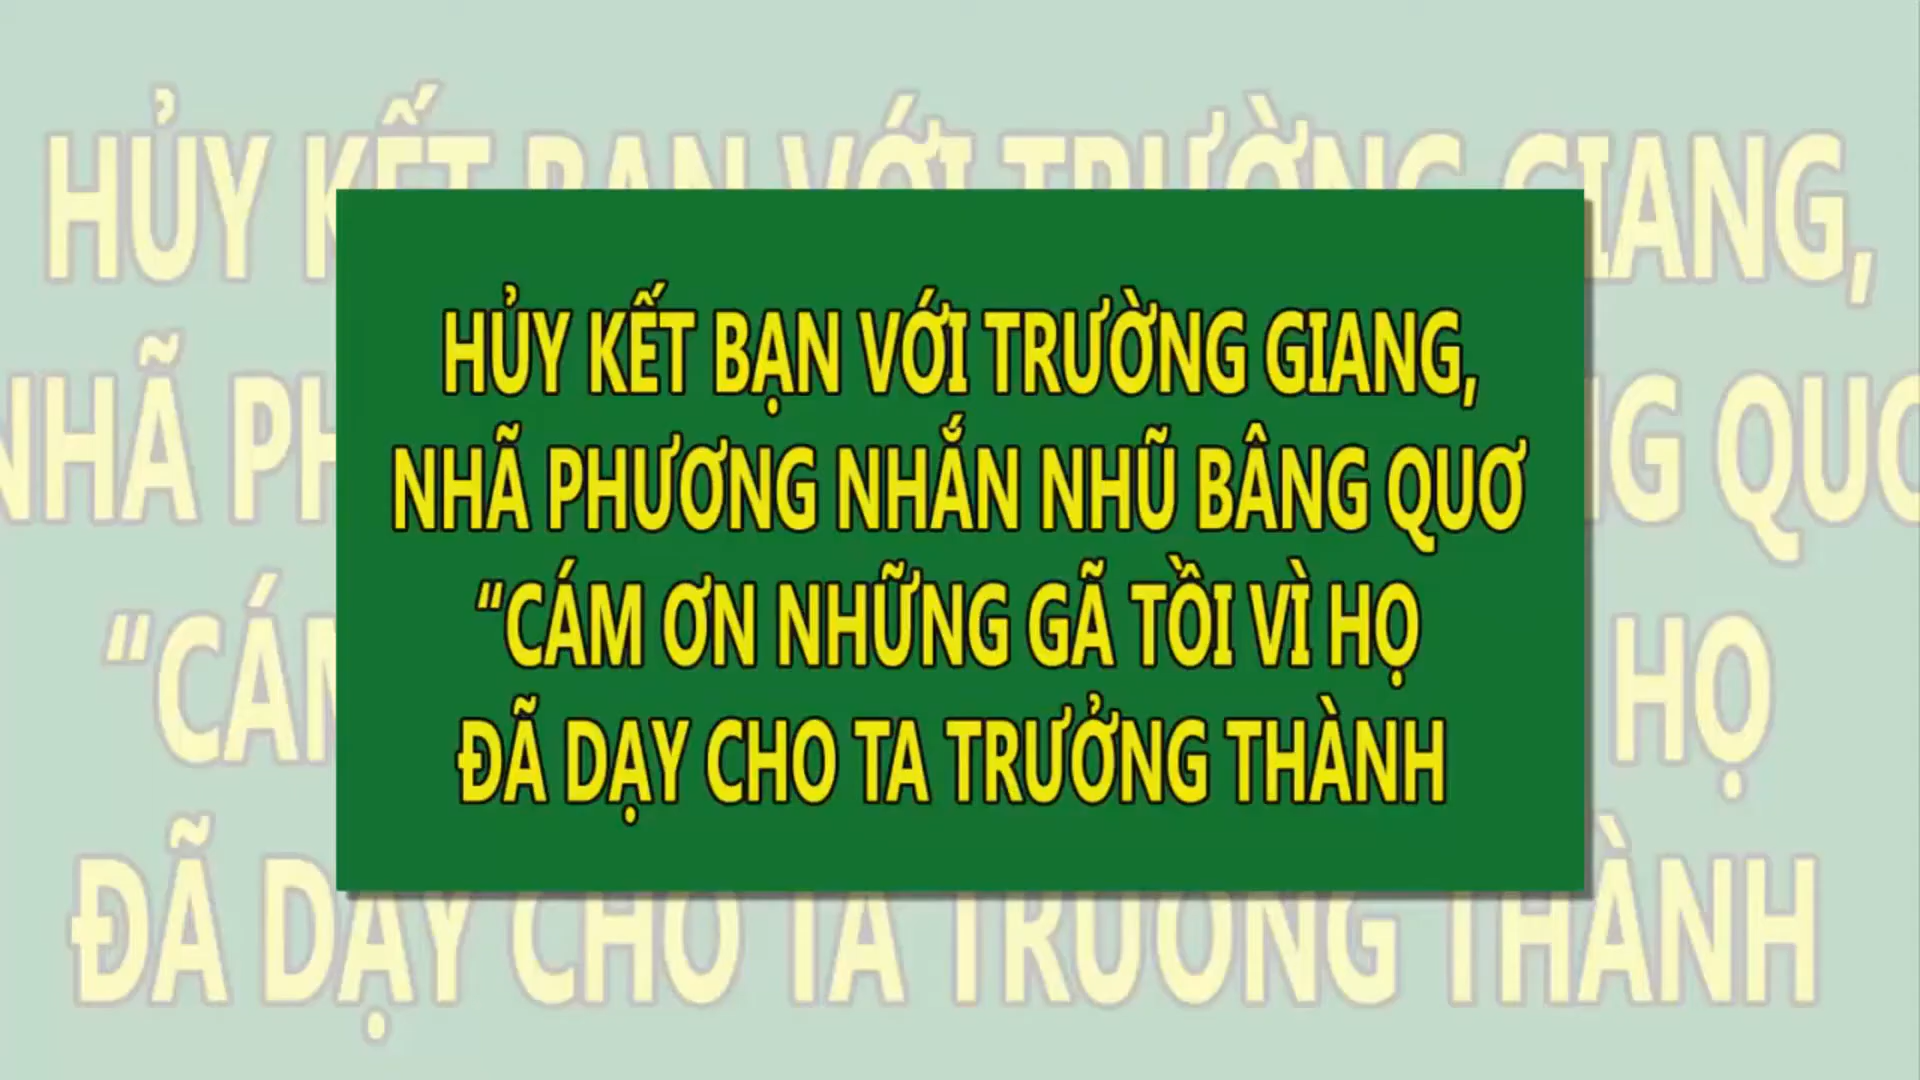 HỦY KẾT BẠN VỚI TRƯỜNG GIANG,
NHÃ PHƯƠNG NHẮN NHŨ BÂNG QUƠ
“CÁM ƠN NHỮNG GÃ TỒI VÌ HỌ
ĐÃ DẠY CHO TA TRƯỞNG THÀNH